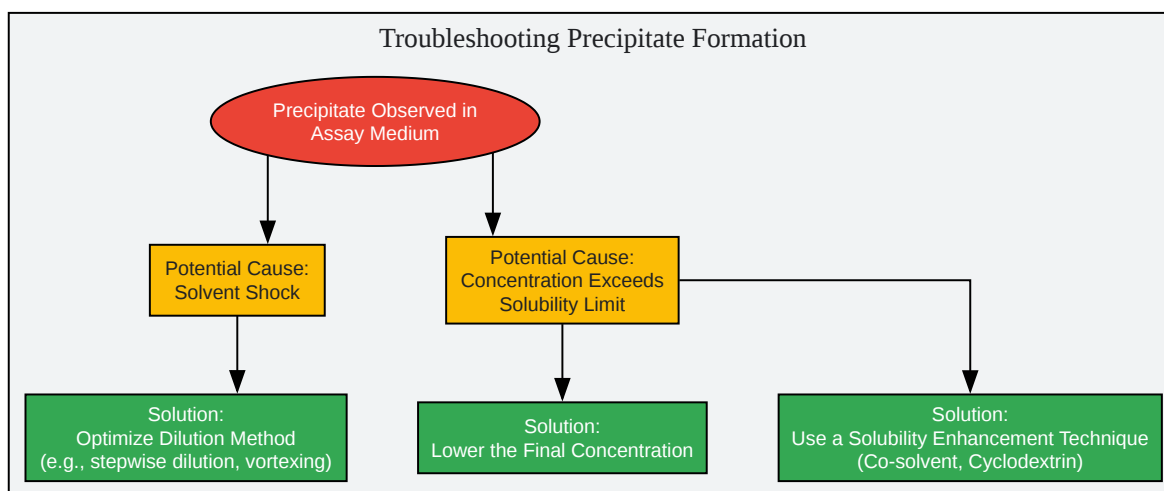 Troubleshooting Precipitate Formation
Precipitate Observed in
Assay Medium
Potential Cause:
Solvent Shock
Potential Cause:
Concentration Exceeds
Solubility Limit
Solution:
Optimize Dilution Method
(e.g., stepwise dilution, vortexing)
Solution:
Lower the Final Concentration
Solution:
Use a Solubility Enhancement Technique
(Co-solvent, Cyclodextrin)